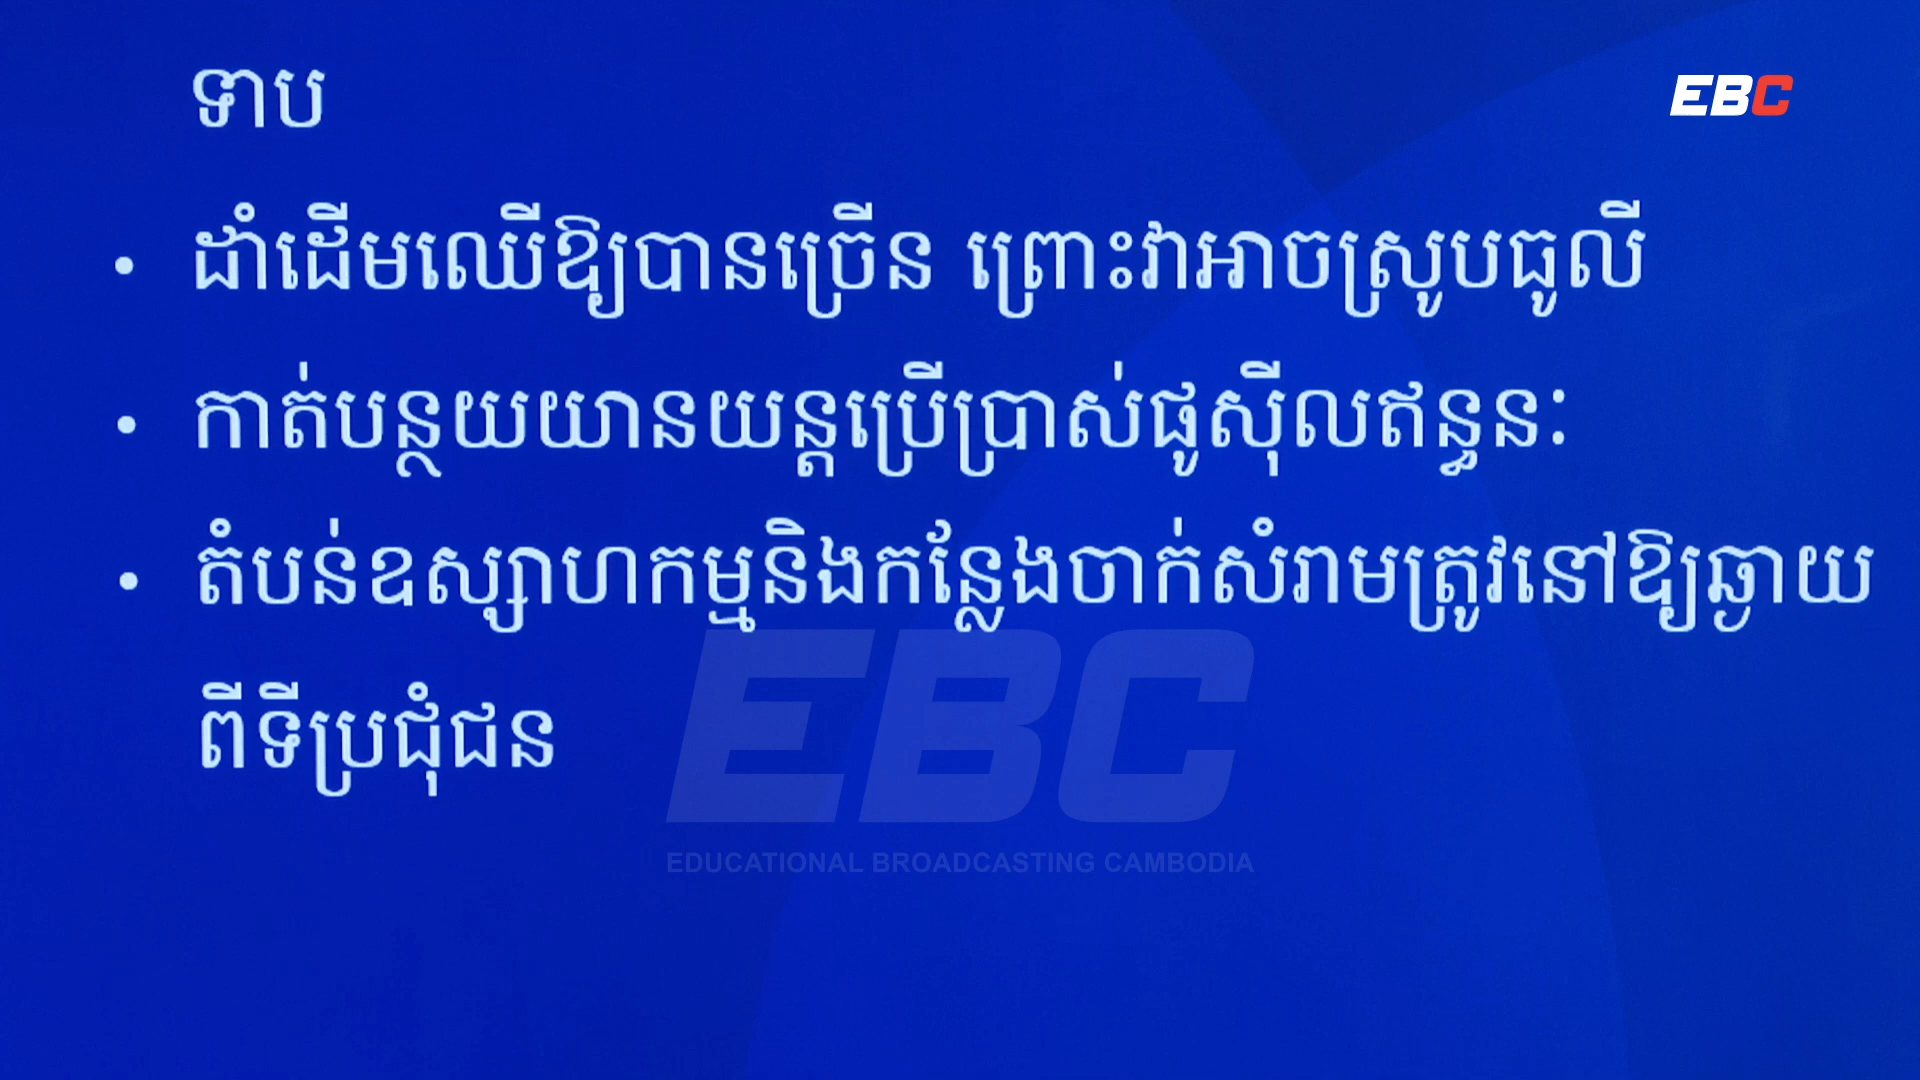 ទាប
EBC
• ដាំដើមឈើឱ្យបានច្រើន ព្រោះវាអាចស្រូបធូលី
• កាត់បន្ថយយានយន្តប្រើប្រាស់ផូស៊ីលឥន្ធនៈ
• តំបន់ឧស្សាហកម្មនិងកន្លែងចាក់សំរាមត្រូវនៅឱ្យឆ្ងាយ
ពីទីប្រជុំជន
EBC
EDUCATIONAL BROADCASTING CAMBODIA